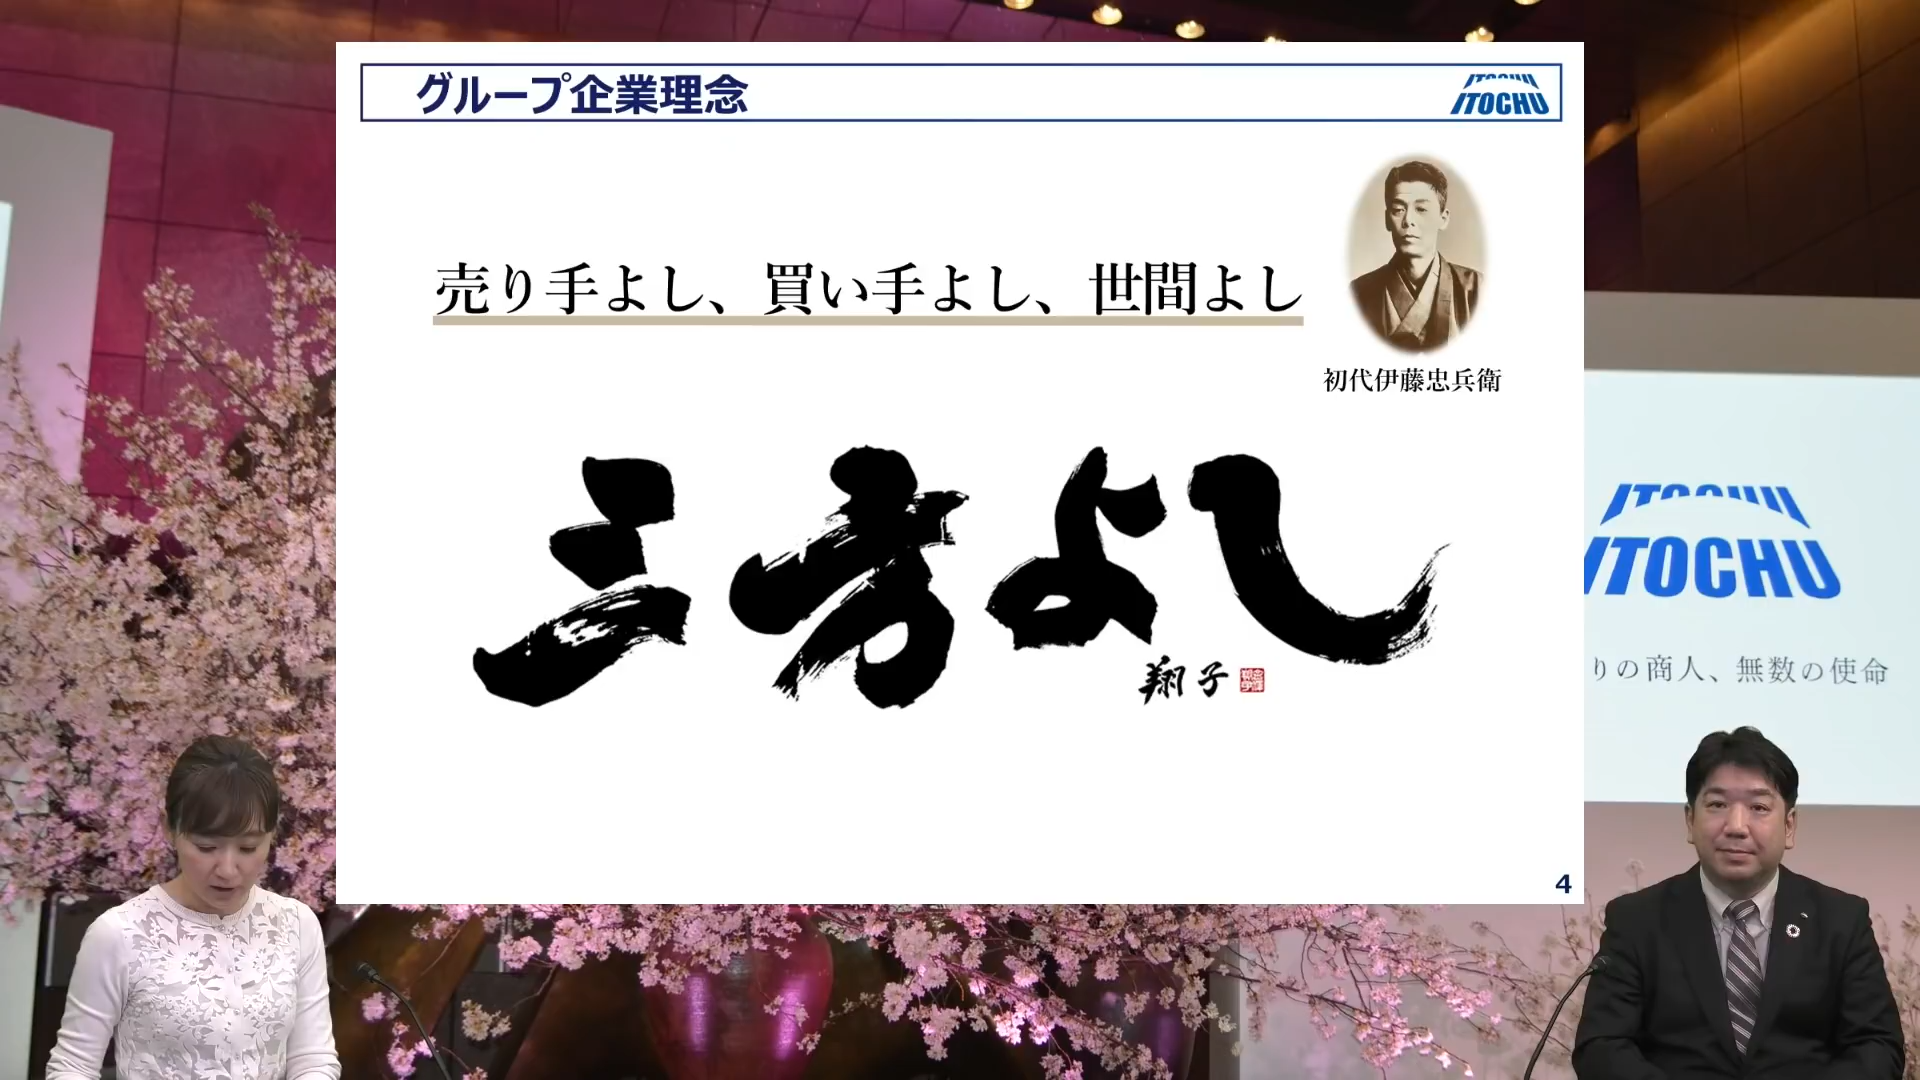 グループ企業理念
ITOCHU
ITOCHU
売り手よし、買い手よし、世間よし
初代伊藤忠兵衛
三方よし
翔子
ITOCHU
ITOCHU
りの商人、無数の使命
4